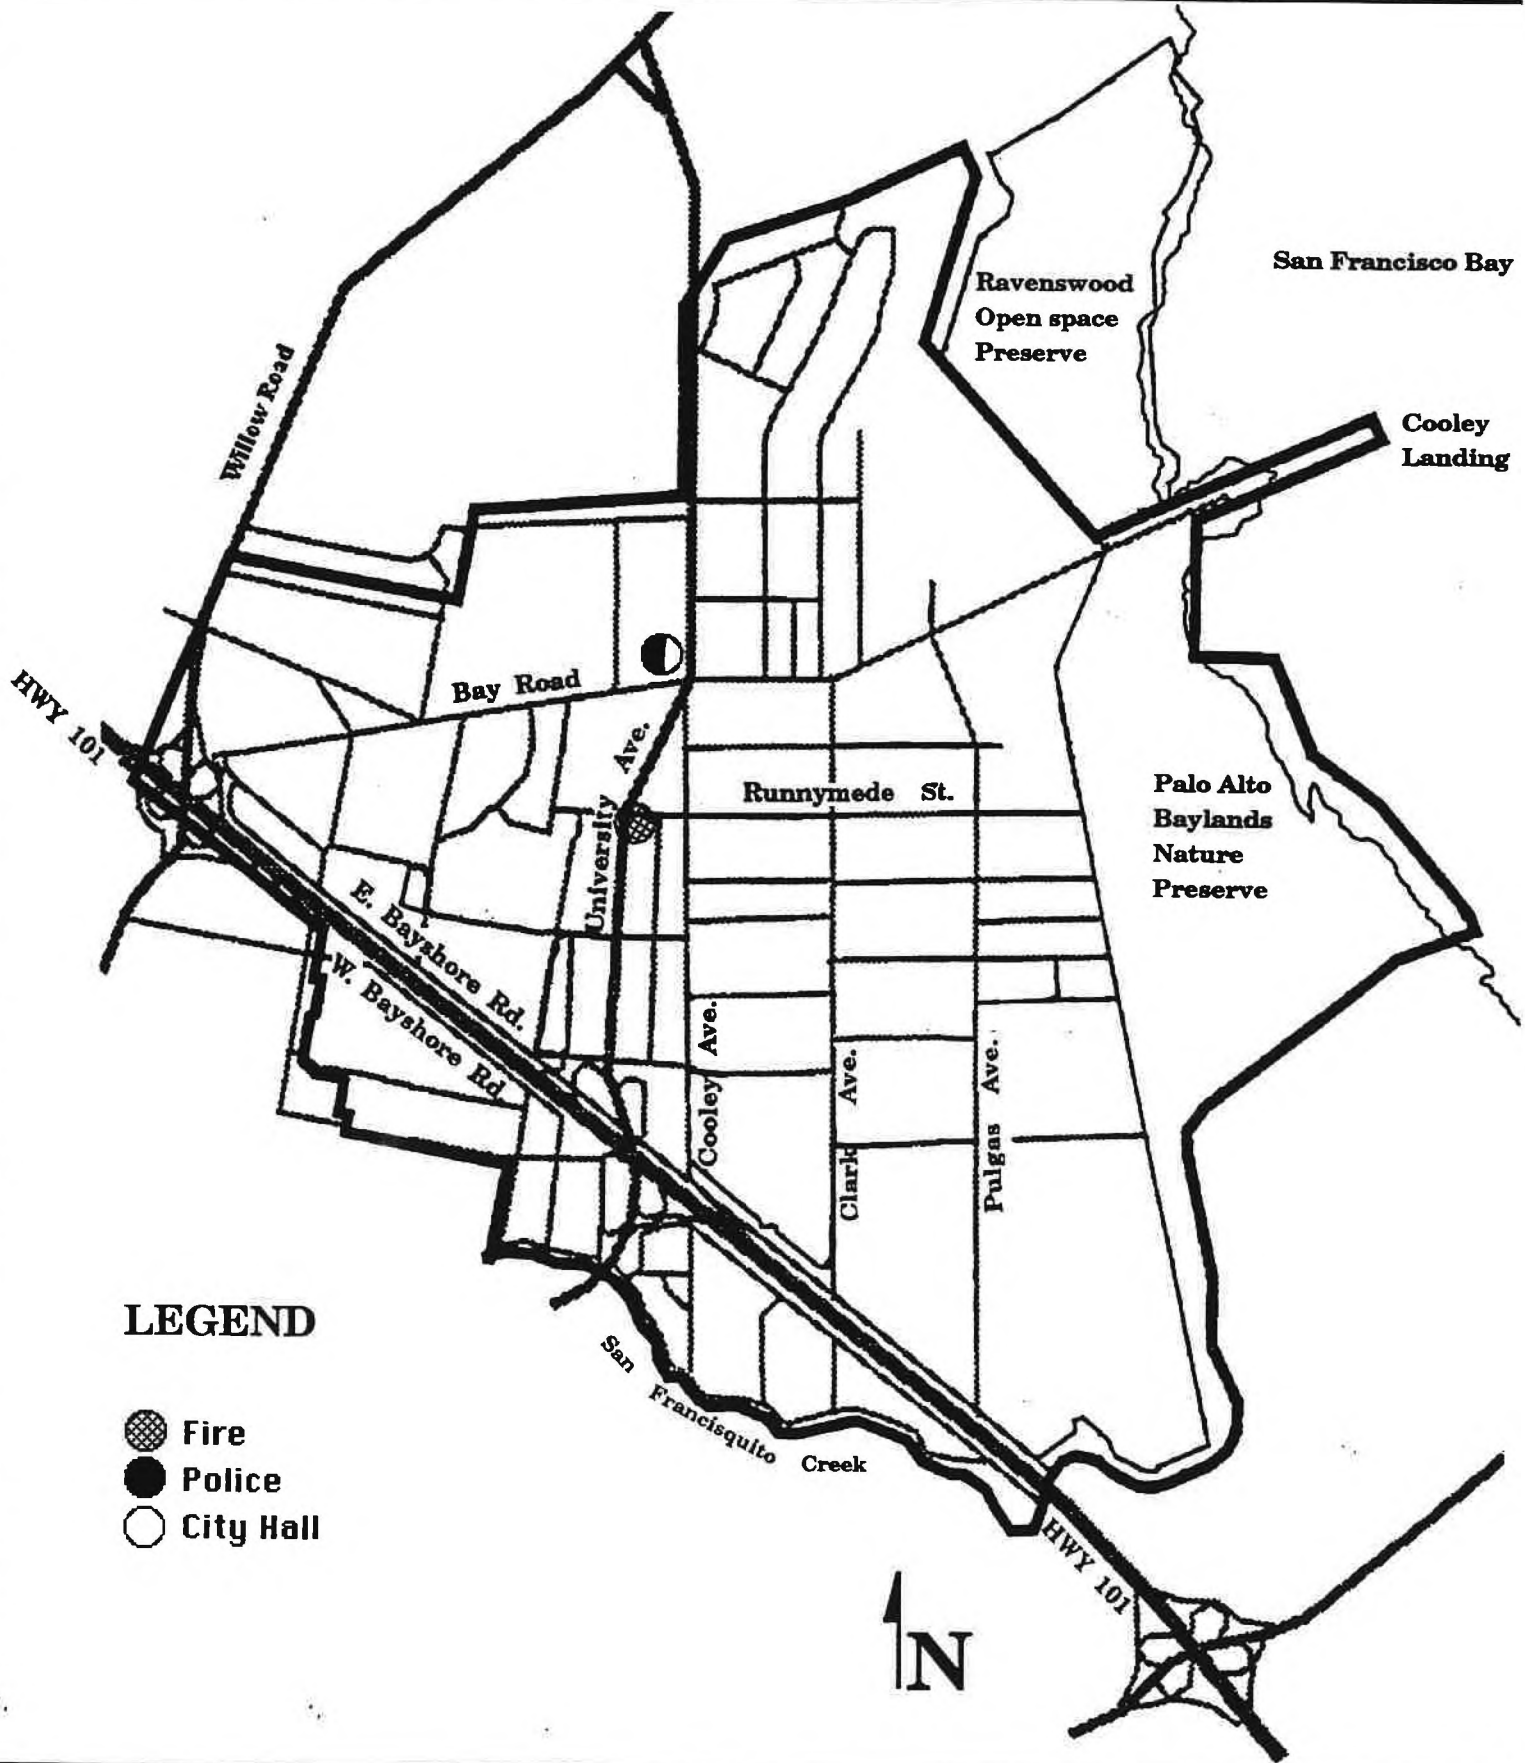 San Francisco Bay
Ravenswood
Open space
Preserve
Willow Road
Cooley
Landing
Bay Road
HWY 101
University Ave.
Runnymede St.
Palo Alto
Baylands
Nature
Preserve
E. Bayshore Rd.
W. Bayshore Rd.
Cooley Ave.
Clark Ave.
Pulgas Ave.
LEGEND
San Francisquito Creek
Fire
Police
City Hall
HWY 101
N